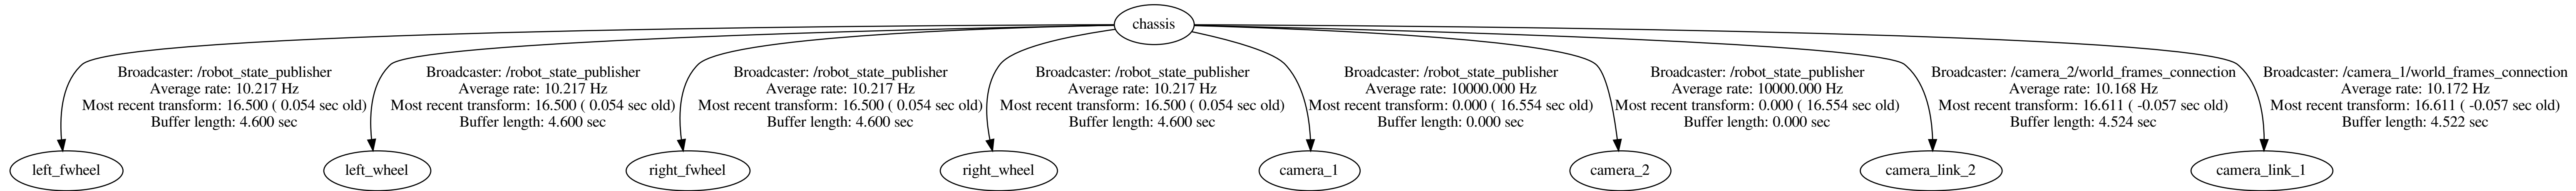 chassis
Broadcaster: /robot_state_publisher
Average rate: 10.217 Hz
Most recent transform: 16.500 ( 0.054 sec old)
Buffer length: 4.600 sec
Broadcaster: /robot_state_publisher
Average rate: 10.217 Hz
Most recent transform: 16.500 ( 0.054 sec old)
Buffer length: 4.600 sec
Broadcaster: /robot_state_publisher
Average rate: 10.217 Hz
Most recent transform: 16.500 ( 0.054 sec old)
Buffer length: 4.600 sec
Broadcaster: /robot_state_publisher
Average rate: 10.217 Hz
Most recent transform: 16.500 ( 0.054 sec old)
Buffer length: 4.600 sec
Broadcaster: /robot_state_publisher
Average rate: 10000.000 Hz
Most recent transform: 0.000 ( 16.554 sec old)
Buffer length: 0.000 sec
Broadcaster: /robot_state_publisher
Average rate: 10000.000 Hz
Most recent transform: 0.000 ( 16.554 sec old)
Buffer length: 0.000 sec
Broadcaster: /camera_2/world_frames_connection
Average rate: 10.168 Hz
Most recent transform: 16.611 ( -0.057 sec old)
Buffer length: 4.524 sec
Broadcaster: /camera_1/world_frames_connection
Average rate: 10.172 Hz
Most recent transform: 16.611 ( -0.057 sec old)
Buffer length: 4.522 sec
left_fwheel
left_wheel
right_fwheel
right_wheel
camera_1
camera_2
camera_link_2
camera_link_1